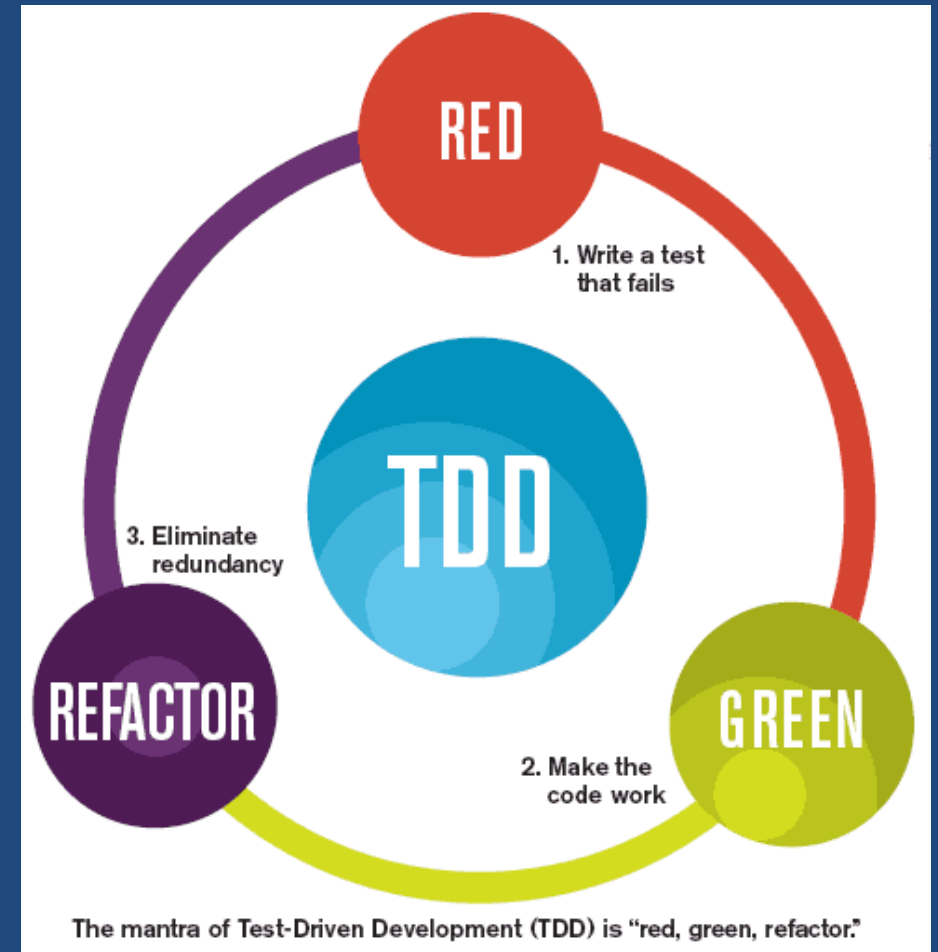 RED
1. Write a test
that fails
TDD
3. Eliminate
redundancy
REFACTOR
GREEN
2. Make the
code work
The mantra of Test-Driven Development (TDD) is “red, green, refactor.”